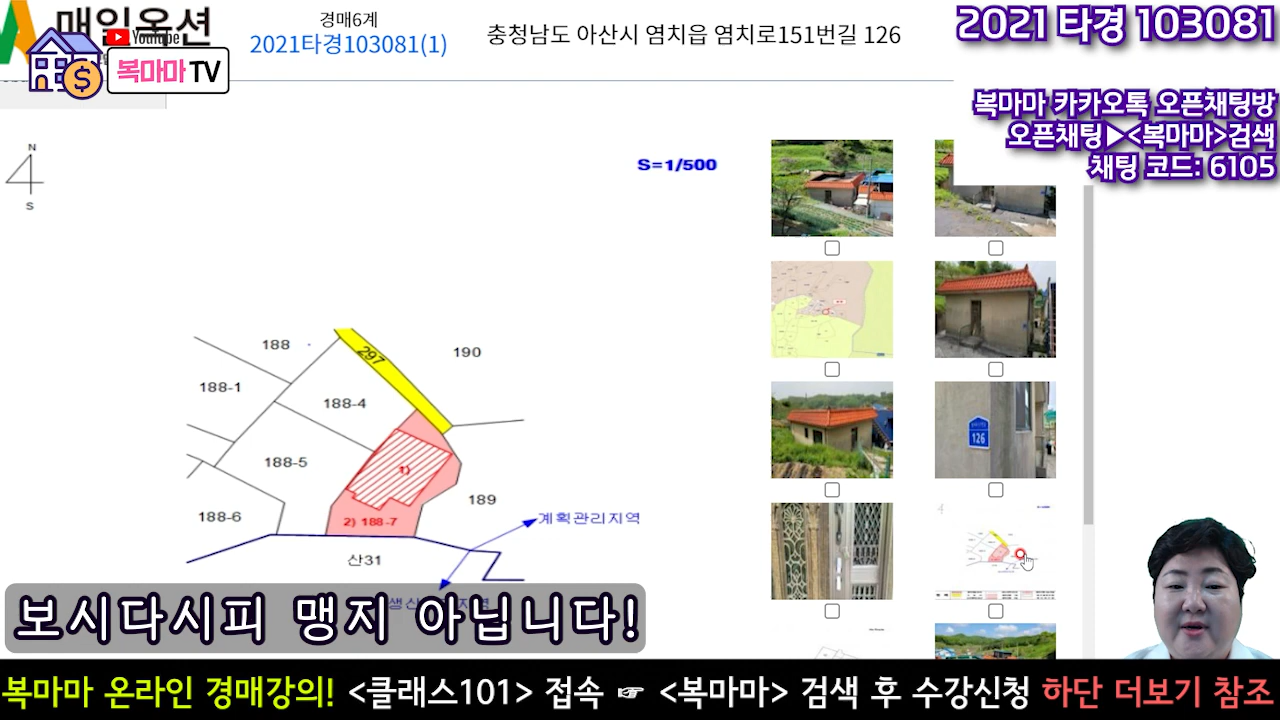 매일옥션
YouTube
복마마 TV
경매6계
2021타경103081(1)
충청남도 아산시 염치읍 염치로151번길 126
2021 타경 103081
복마마 카카오톡 오픈채팅방
오픈채팅▶<복마마>검색
채팅 코드: 6105
N
S
S=1/500
188
297
190
188-1
188-4
188-5
1)
188-6
2) 188-7
189
계획관리지역
산31
126
보시다시피 맹지 아닙니다!
복마마 온라인 경매강의! <클래스101> 접속 ☞ <복마마> 검색 후 수강신청 하단 더보기 참조